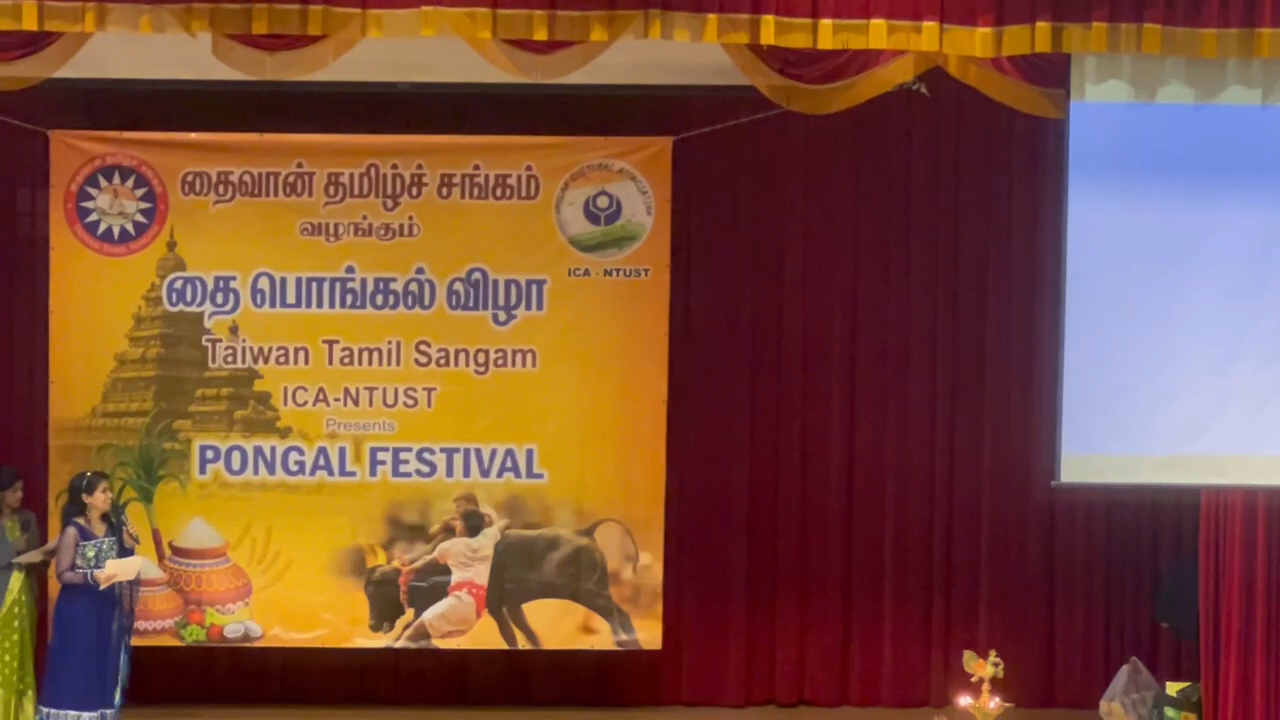 தைவான் தமிழ்ச் சங்கம்
வழங்கும்
தை பொங்கல் விழா
ICA - NTUST
Taiwan Tamil Sangam
ICA-NTUST
Presents
PONGAL FESTIVAL